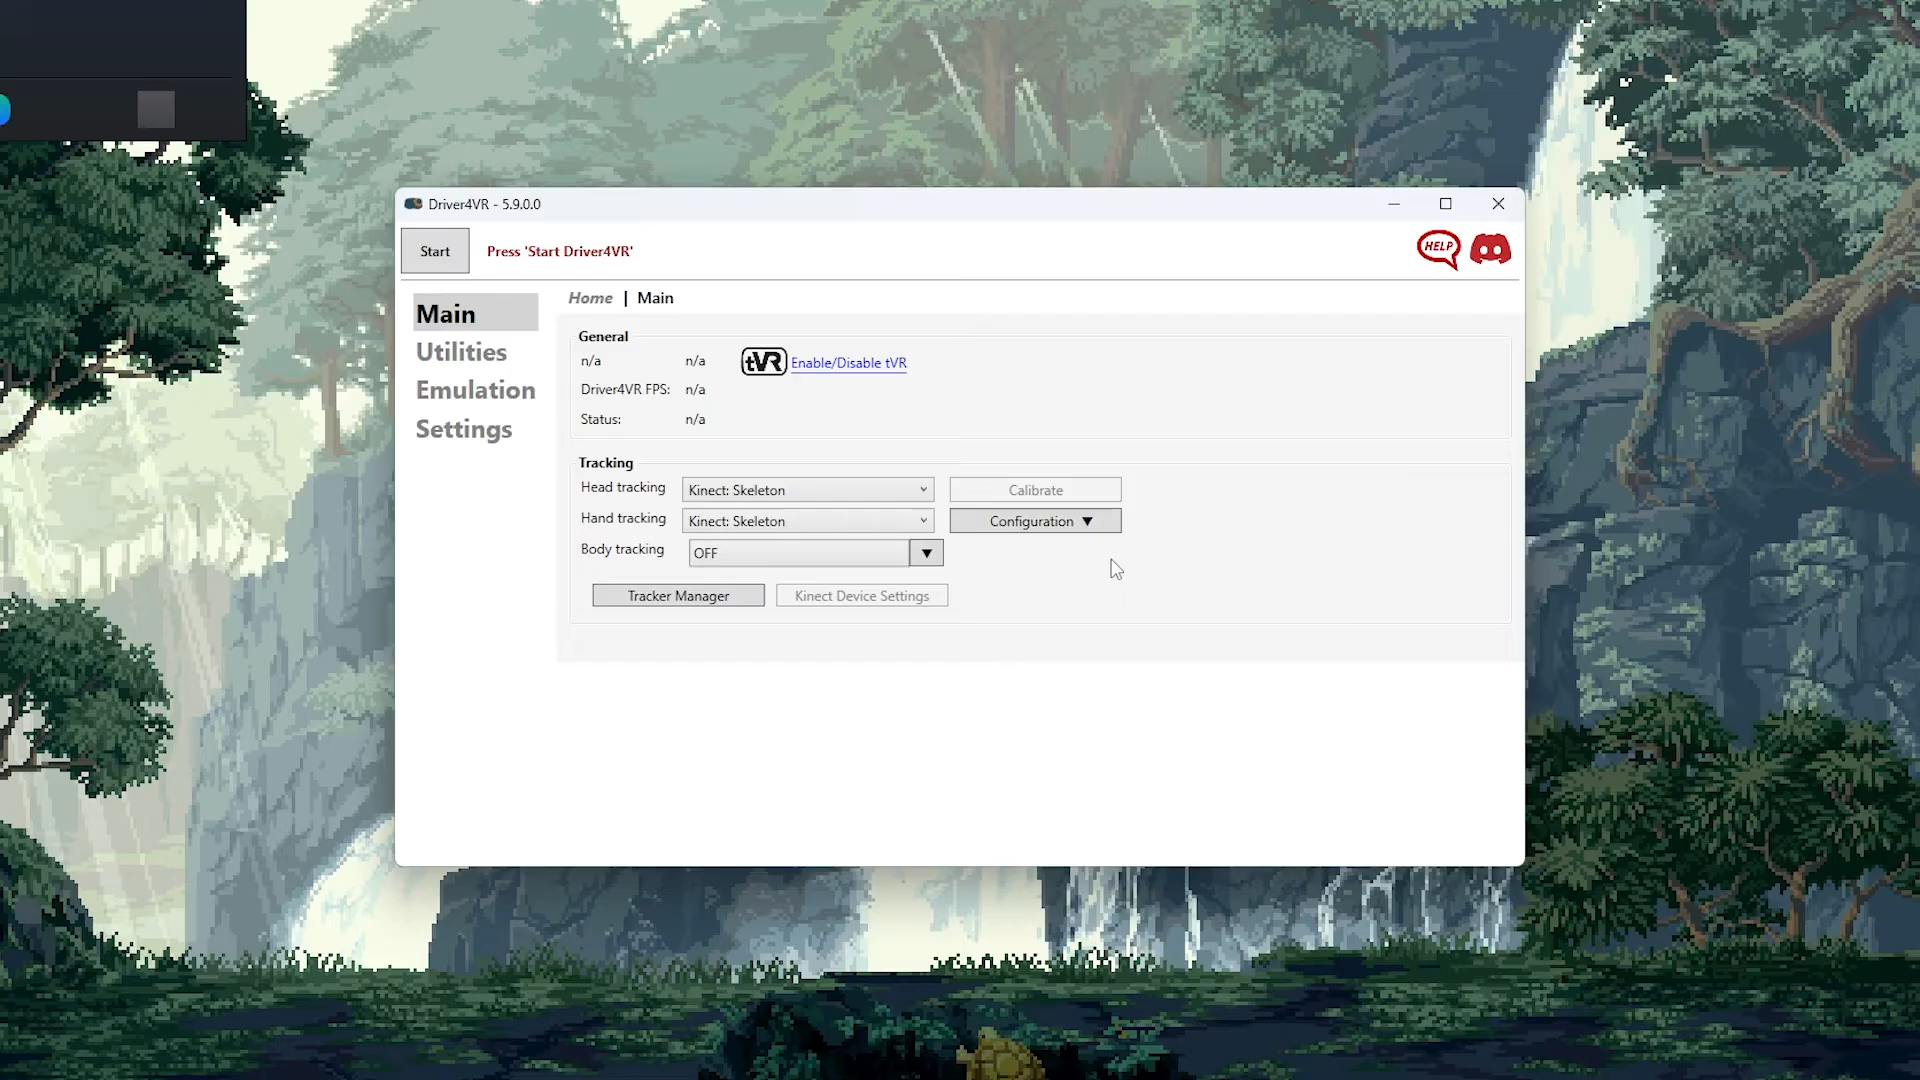 Driver4VR - 5.9.0.0
Start
Press 'Start Driver4VR'
HELP
Main
Utilities
Emulation
Settings
Home | Main
General
n/a n/a tVR Enable/Disable tVR
Driver4VR FPS: n/a
Status: n/a
Tracking
Head tracking Kinect: Skeleton Calibrate
Hand tracking Kinect: Skeleton Configuration ▼
Body tracking OFF ▼
Tracker Manager Kinect Device Settings